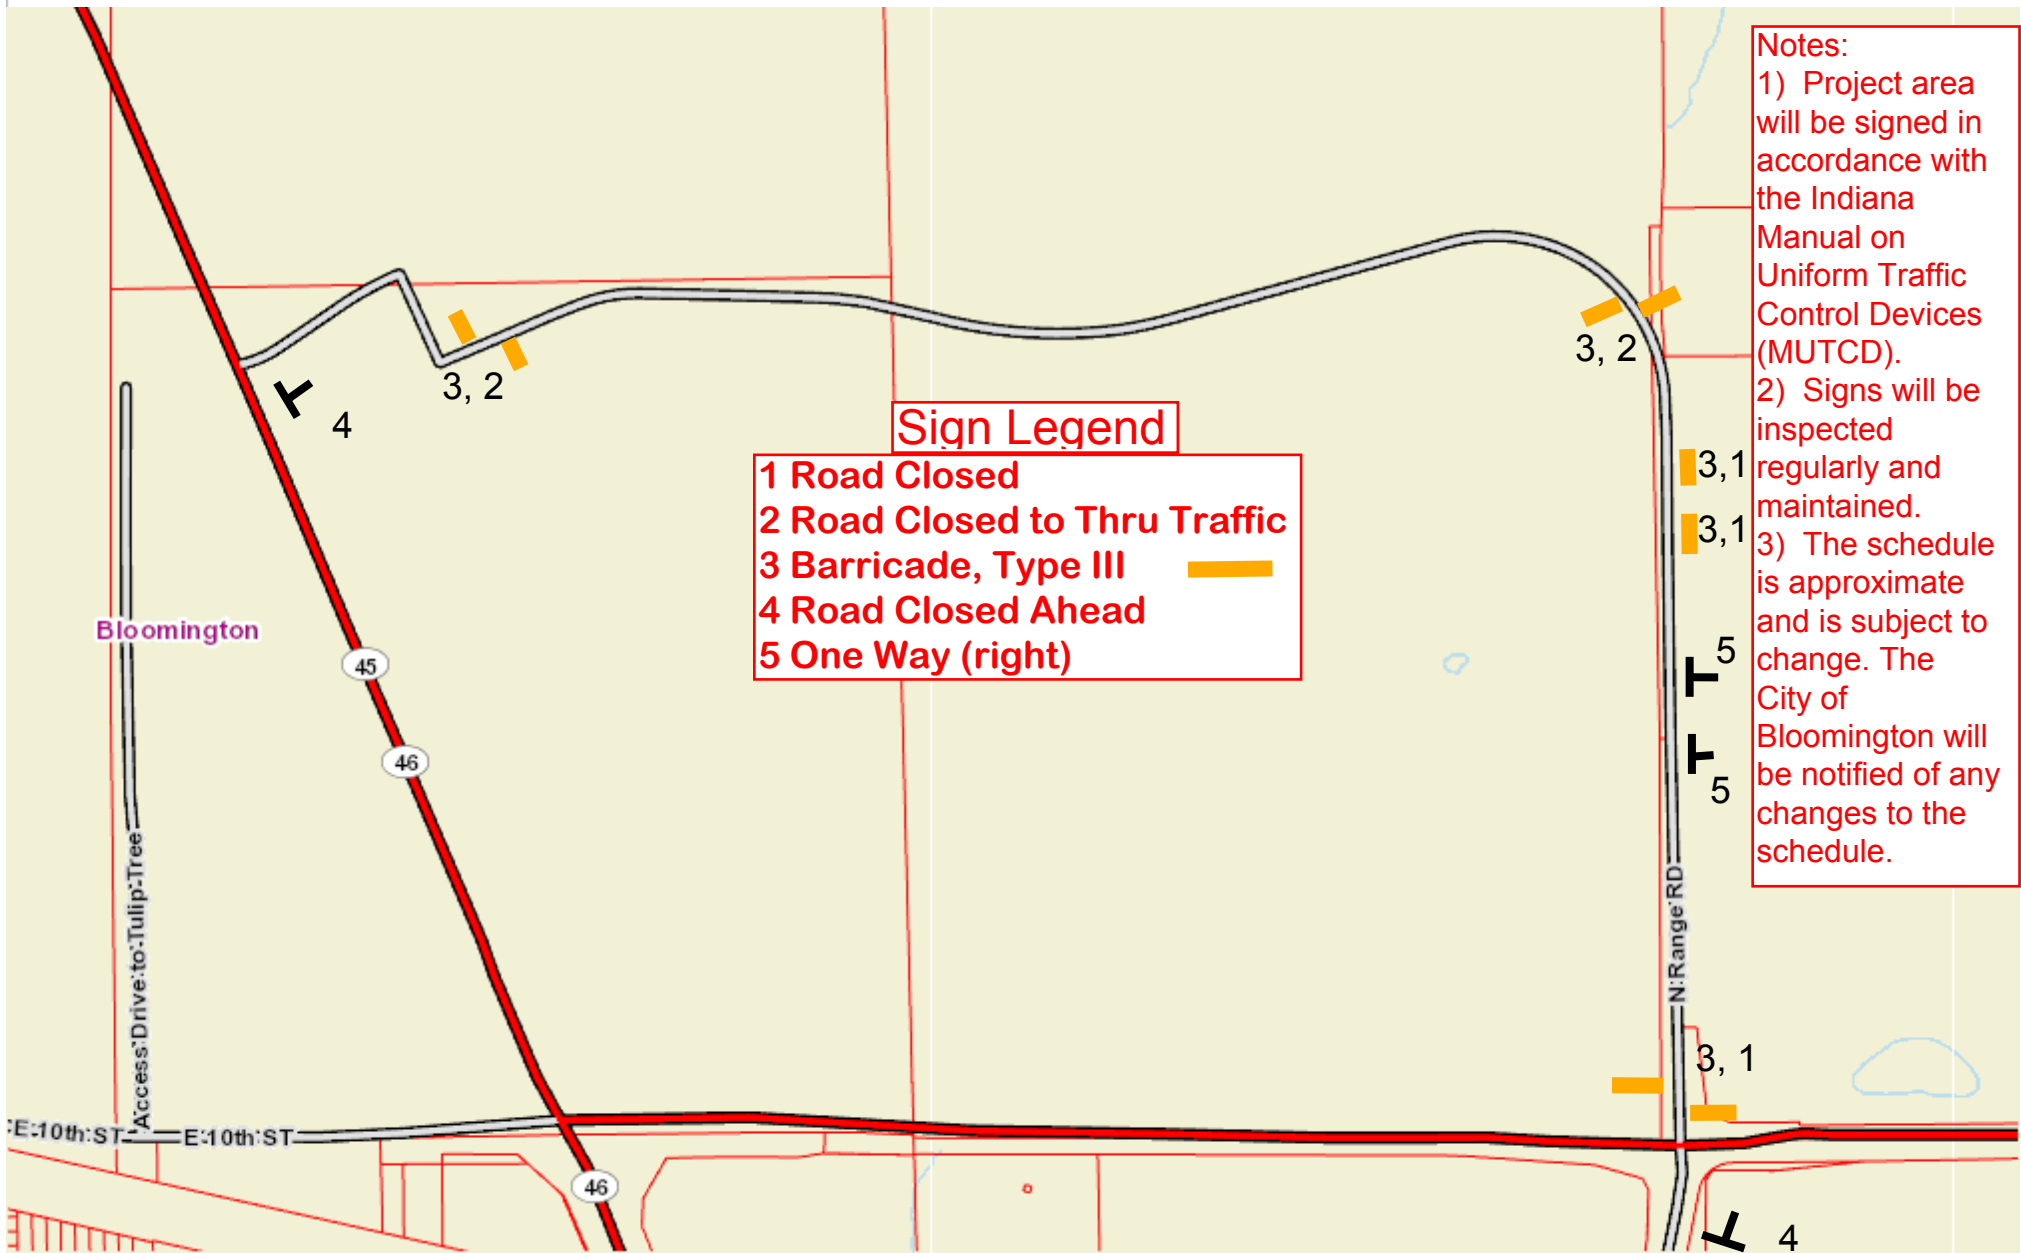 Notes:
1)  Project area
will be signed in
accordance with
the Indiana
Manual on
Uniform Traffic
Control Devices
(MUTCD).
2)  Signs will be
inspected
regularly and
maintained.
3)  The schedule
is approximate
and is subject to
change. The
City of
Bloomington will
be notified of any
changes to the
schedule.
3, 2
3, 2
4
Sign Legend
1 Road Closed
2 Road Closed to Thru Traffic
3 Barricade, Type III
4 Road Closed Ahead
5 One Way (right)
3,1
3,1
Bloomington
45
5
46
5
Access Drive to Tulip Tree
N Range RD
3, 1
E 10th ST
E 10th ST
46
4